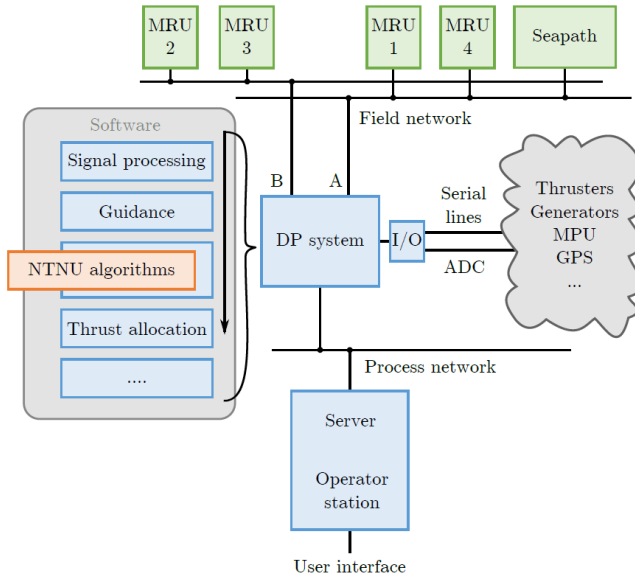 MRU
2
MRU
3
MRU
1
MRU
4
Seapath
Field network
Software
Signal processing
Guidance
NTNU algorithms
Thrust allocation
....
B
A
DP system
I/O
Serial
lines
ADC
Thrusters
Generators
MPU
GPS
...
Process network
Server
Operator
station
User interface